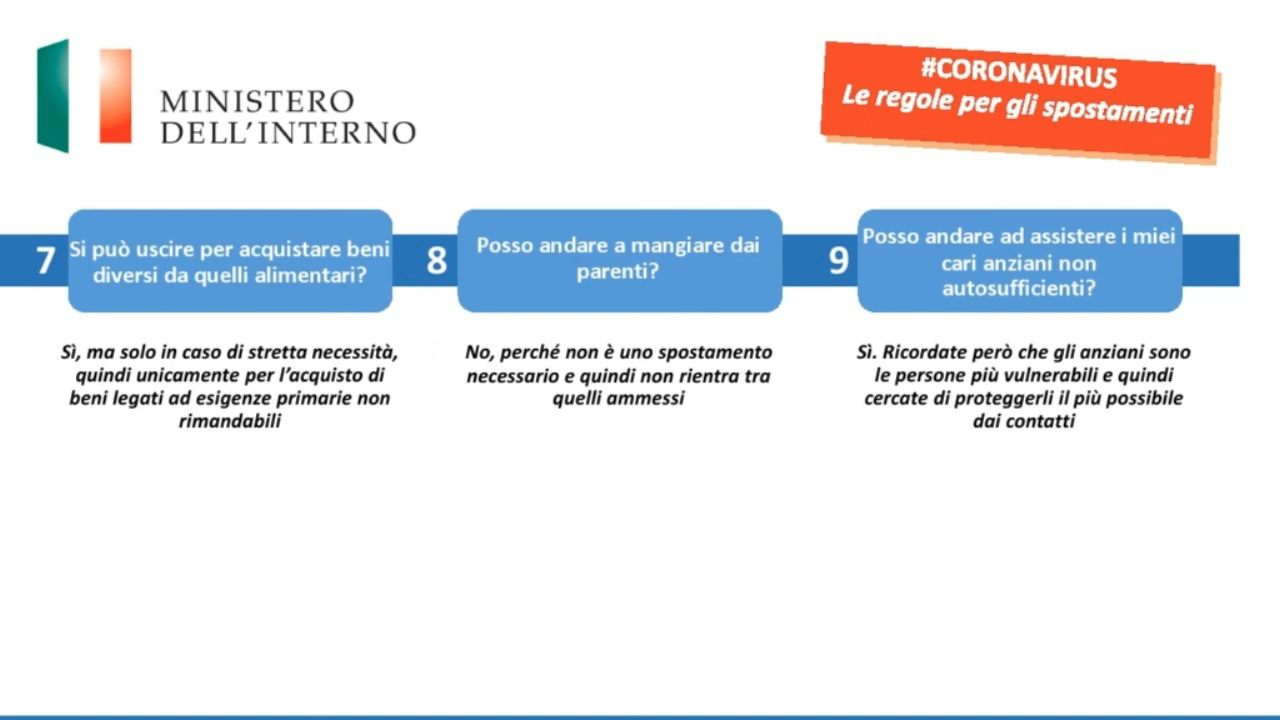 MINISTERO
DELL'INTERNO
#CORONAVIRUS
Le regole per gli spostamenti
7
Si può uscire per acquistare beni
diversi da quelli alimentari?
8
Posso andare a mangiare dai
parenti?
9
Posso andare ad assistere i miei
cari anziani non
autosufficienti?
Sì, ma solo in caso di stretta necessità,
quindi unicamente per l'acquisto di
beni legati ad esigenze primarie non
rimandabili
No, perché non è uno spostamento
necessario e quindi non rientra tra
quelli ammessi
Sì. Ricordate però che gli anziani sono
le persone più vulnerabili e quindi
cercate di proteggerli il più possibile
dai contatti